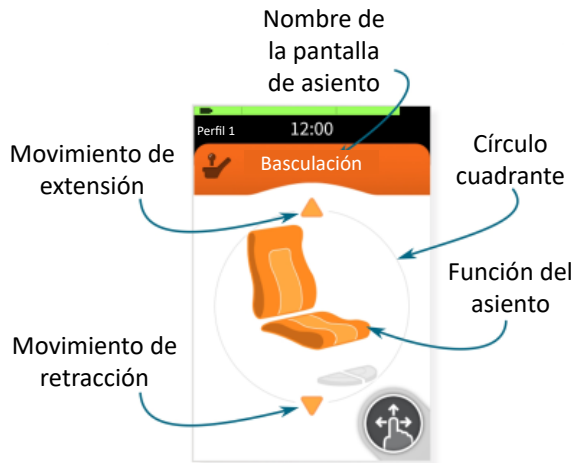 Nombre de
la pantalla
de asiento
Perfil 1
12:00
Basculación
Movimiento de
extensión
Círculo
cuadrante
Función del
asiento
Movimiento de
retracción